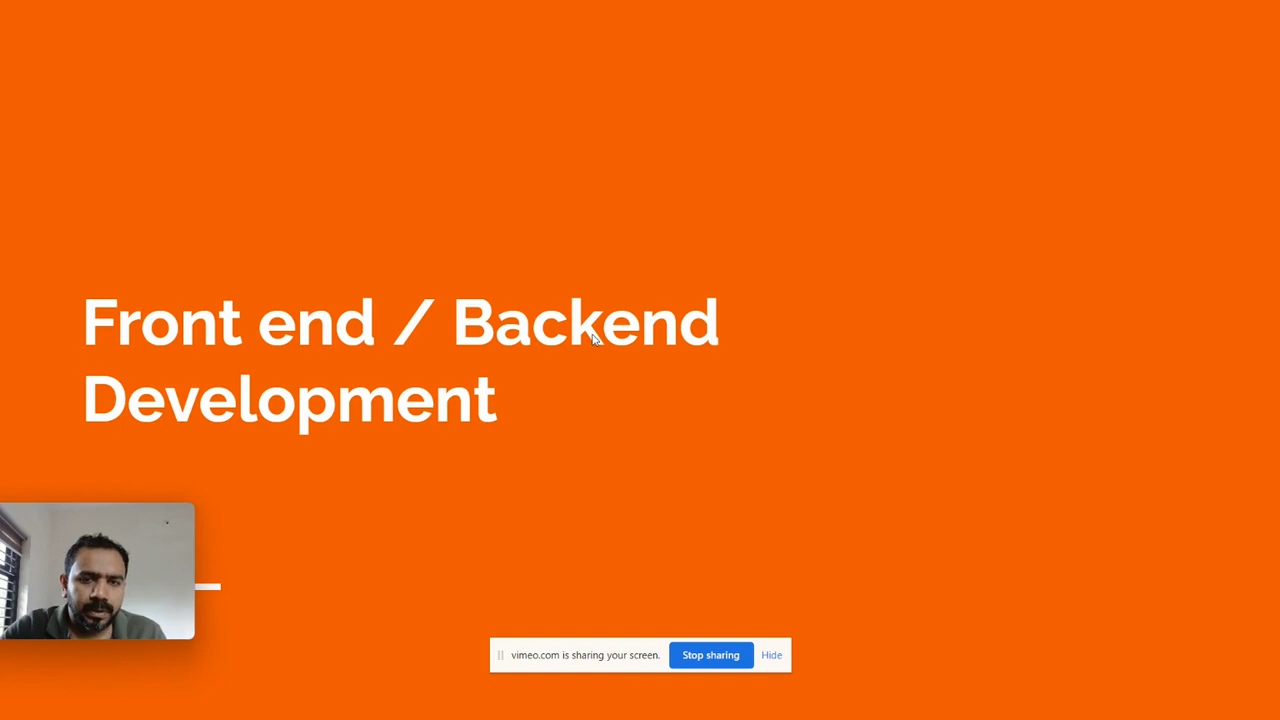 Front end / Backend
Development
vimeo.com is sharing your screen. Stop sharing Hide